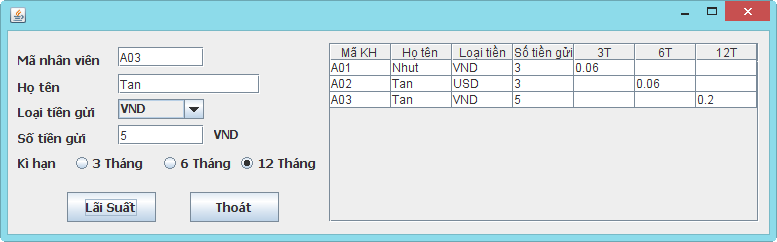 Mã nhân viên A03
Họ tên Tan
Loại tiền gửi VND
Số tiền gửi 5 VND
Kì hạn 3 Tháng 6 Tháng 12 Tháng
Lãi Suất Thoát
Mã KH Họ tên Loại tiền Số tiền gửi 3T 6T 12T
A01 Nhut VND 3 0.06
A02 Tan USD 3 0.06
A03 Tan VND 5 0.2